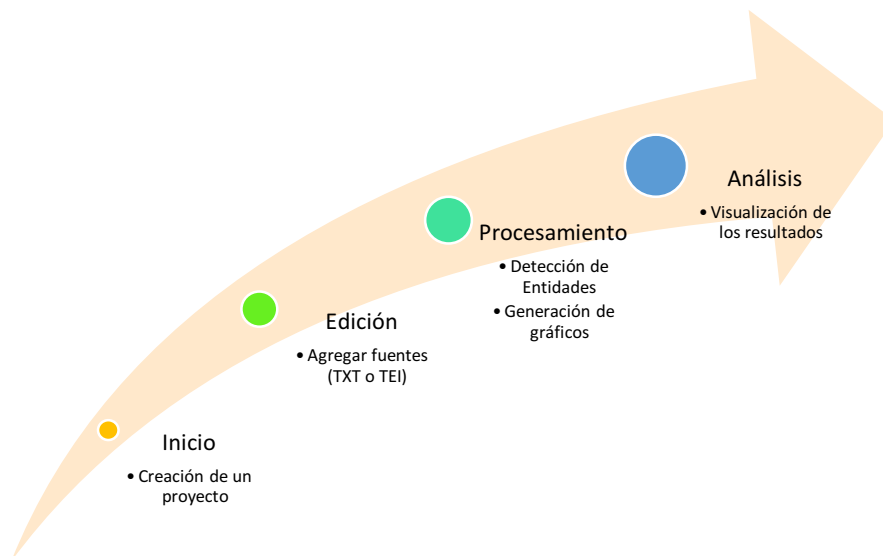 Inicio
• Creación de un
proyecto
Edición
• Agregar fuentes
(TXT o TEI)
Procesamiento
• Detección de
Entidades
• Generación de
gráficos
Análisis
• Visualización de
los resultados